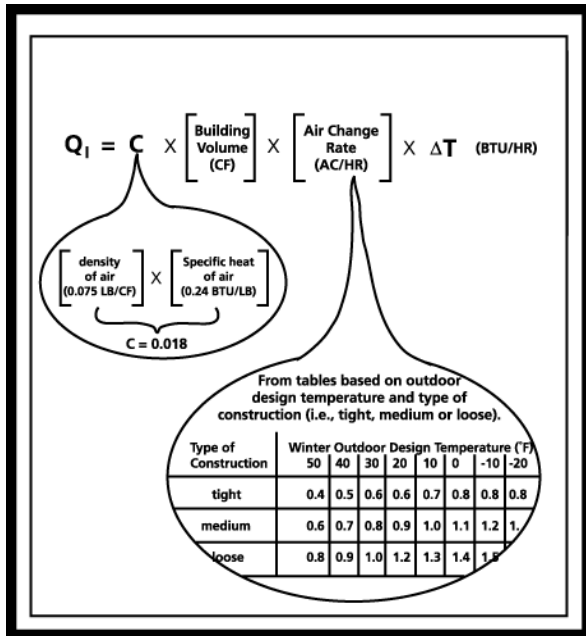 Q_I = C X [Building Volume (CF)] X [Air Change Rate (AC/HR)] X ΔT (BTU/HR)
[density of air (0.075 LB/CF)] X [Specific heat of air (0.24 BTU/LB)]
C = 0.018
From tables based on outdoor
design temperature and type of
construction (i.e., tight, medium or loose).
Type of Construction Winter Outdoor Design Temperature (°F)
50 40 30 20 10 0 -10 -20
tight 0.4 0.5 0.6 0.6 0.7 0.8 0.8 0.8
medium 0.6 0.7 0.8 0.9 1.0 1.1 1.2
loose 0.8 0.9 1.0 1.2 1.3 1.4